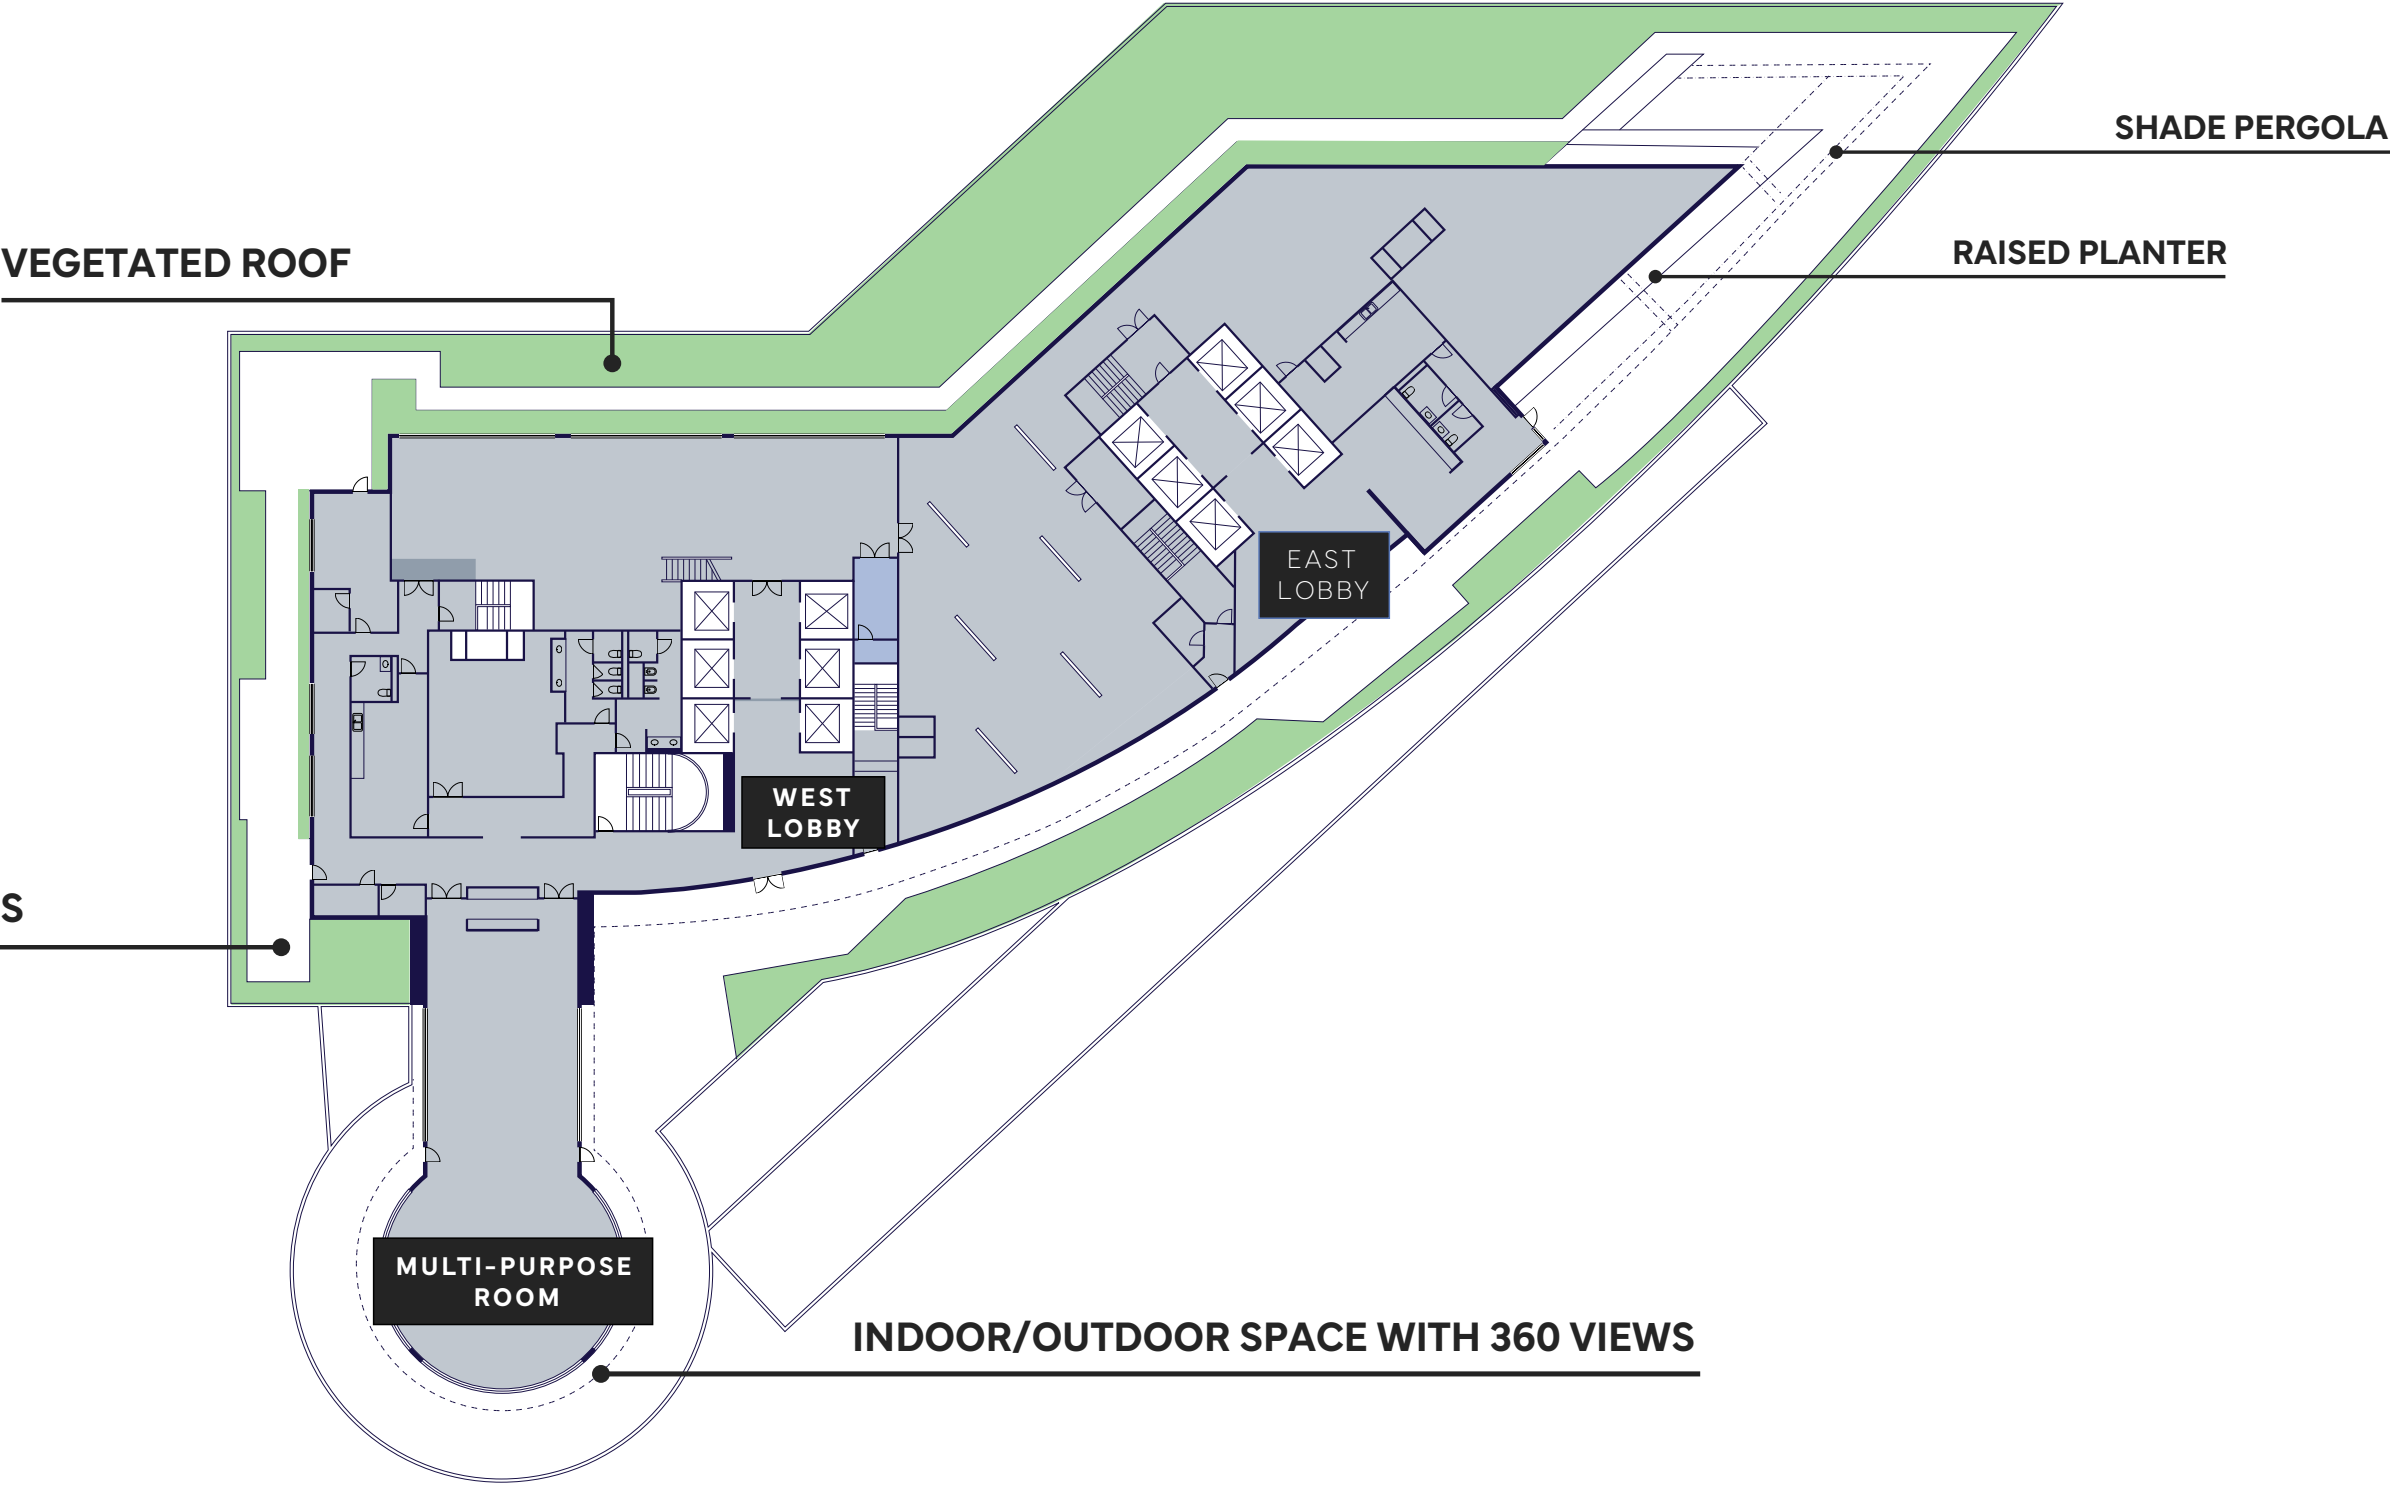 SHADE PERGOLA
RAISED PLANTER
VEGETATED ROOF
EAST
LOBBY
WEST
LOBBY
S
MULTI-PURPOSE
ROOM
INDOOR/OUTDOOR SPACE WITH 360 VIEWS